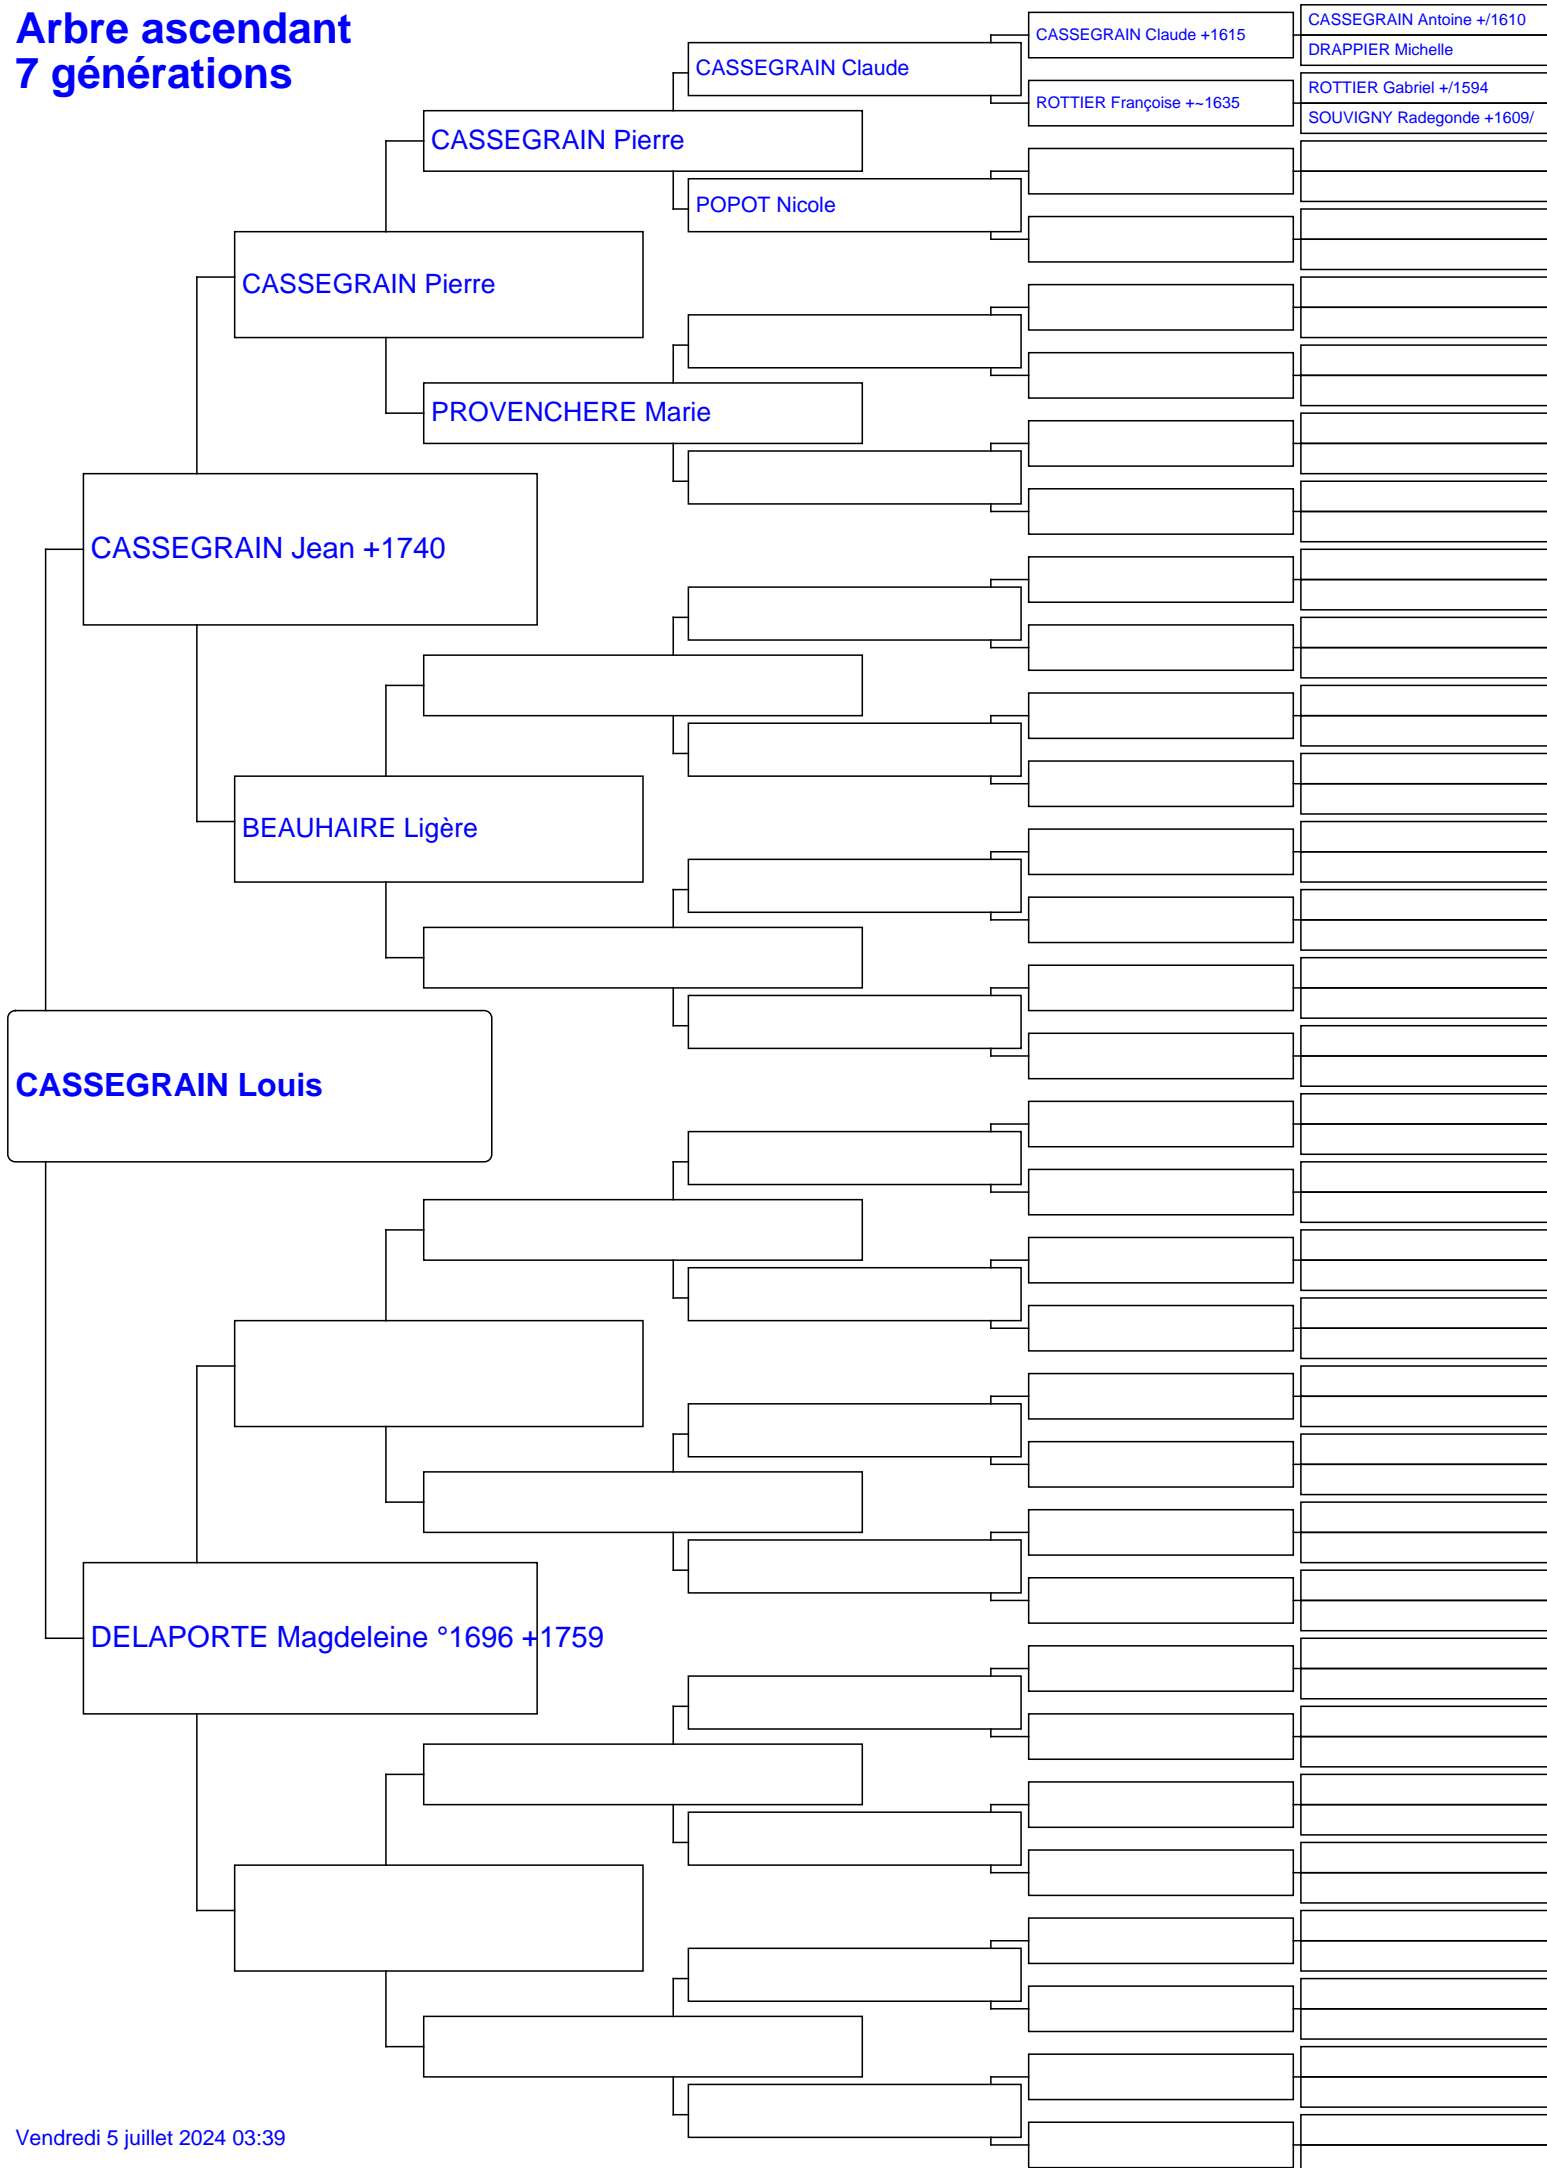 Arbre ascendant
7 générations
CASSEGRAIN Antoine +/1610
CASSEGRAIN Claude +1615
DRAPPIER Michelle
CASSEGRAIN Claude
ROTTIER Gabriel +/1594
ROTTIER Françoise +~1635
SOUVIGNY Radegonde +1609/
CASSEGRAIN Pierre
POPOT Nicole
CASSEGRAIN Pierre
PROVENCHERE Marie
CASSEGRAIN Jean +1740
BEAUHAIRE Ligère
CASSEGRAIN Louis
DELAPORTE Magdeleine °1696 +1759
Vendredi 5 juillet 2024 03:39